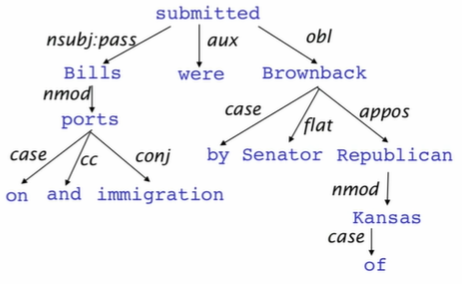 submitted
nsubj:pass aux obl
Bills were Brownback
nmod
ports
case flat appos
case cc conj
by Senator Republican
on and immigration
nmod
Kansas
case
of